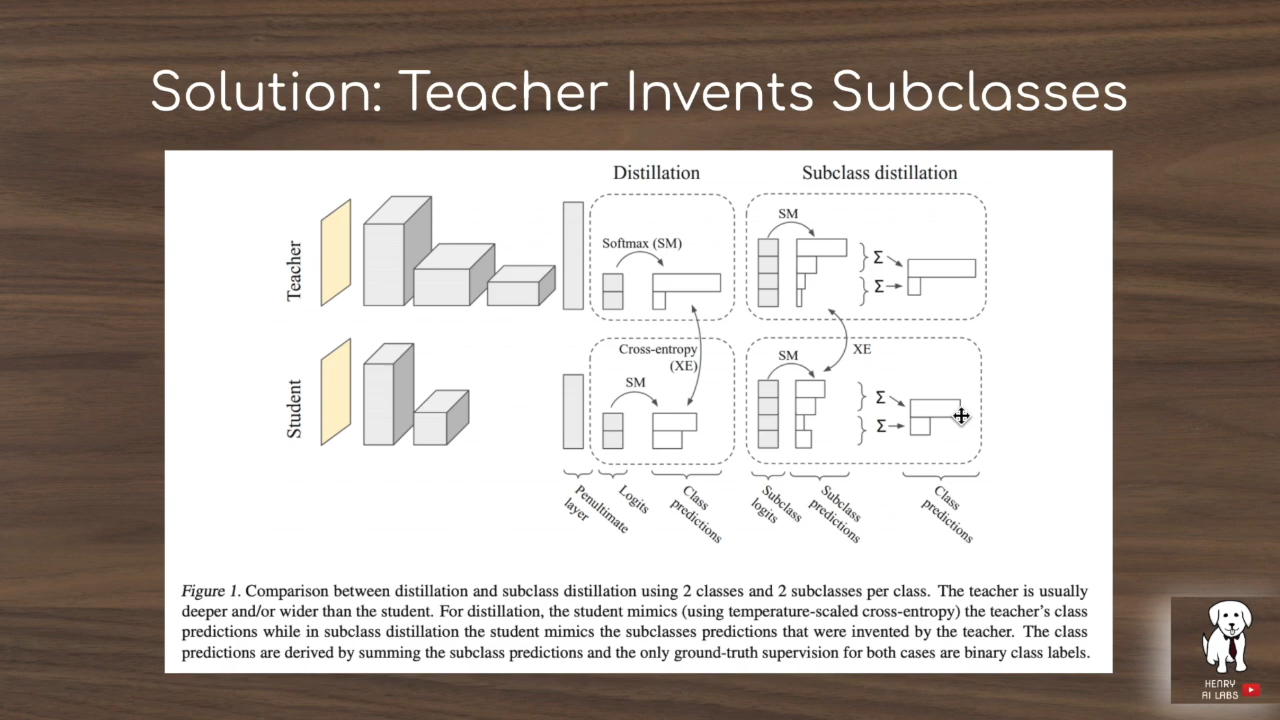 Solution: Teacher Invents Subclasses
Distillation
Subclass distillation
Teacher
Softmax (SM)
SM
Σ
Σ
Cross-entropy
(XE)
XE
Student
SM
SM
Σ
Σ
Penultimate
layer
Logits
Class
predictions
Subclass
logits
Subclass
predictions
Class
predictions
Figure 1. Comparison between distillation and subclass distillation using 2 classes and 2 subclasses per class. The teacher is usually
deeper and/or wider than the student. For distillation, the student mimics (using temperature-scaled cross-entropy) the teacher's class
predictions while in subclass distillation the student mimics the subclasses predictions that were invented by the teacher. The class
predictions are derived by summing the subclass predictions and the only ground-truth supervision for both cases are binary class labels.
HENRY
AI LABS